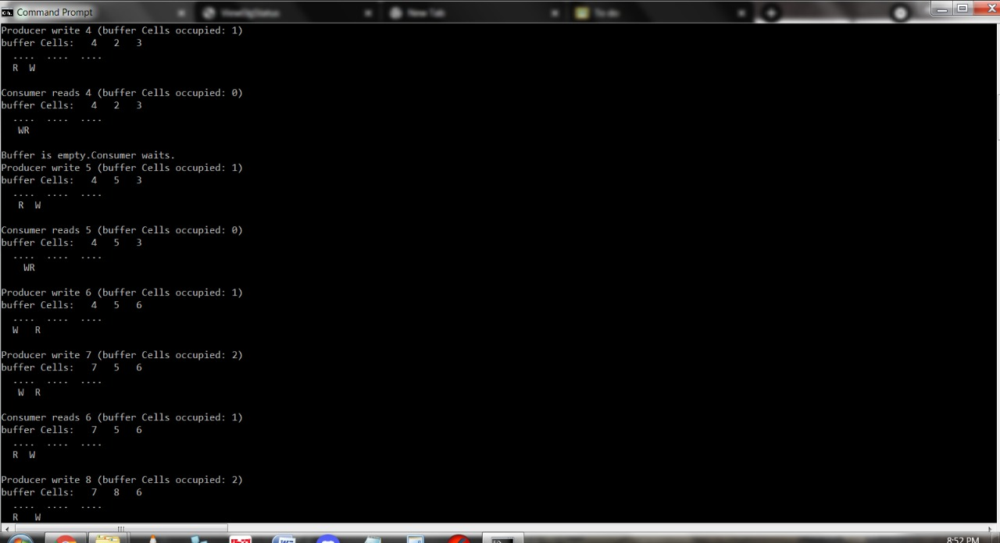 Command Prompt
ViewOgStatus
New Tab
To do
Producer write 4 (buffer Cells occupied: 1)
buffer Cells:   4   2   3
  ....  ....  ....
  R  W
Consumer reads 4 (buffer Cells occupied: 0)
buffer Cells:   4   2   3
  ....  ....  ....
   WR
Buffer is empty.Consumer waits.
Producer write 5 (buffer Cells occupied: 1)
buffer Cells:   4   5   3
  ....  ....  ....
   R  W
Consumer reads 5 (buffer Cells occupied: 0)
buffer Cells:   4   5   3
  ....  ....  ....
    WR
Producer write 6 (buffer Cells occupied: 1)
buffer Cells:   4   5   6
  ....  ....  ....
  W   R
Producer write 7 (buffer Cells occupied: 2)
buffer Cells:   7   5   6
  ....  ....  ....
   W  R
Consumer reads 6 (buffer Cells occupied: 1)
buffer Cells:   7   5   6
  ....  ....  ....
  R  W
Producer write 8 (buffer Cells occupied: 2)
buffer Cells:   7   8   6
  ....  ....  ....
  R   W
8:52 PM